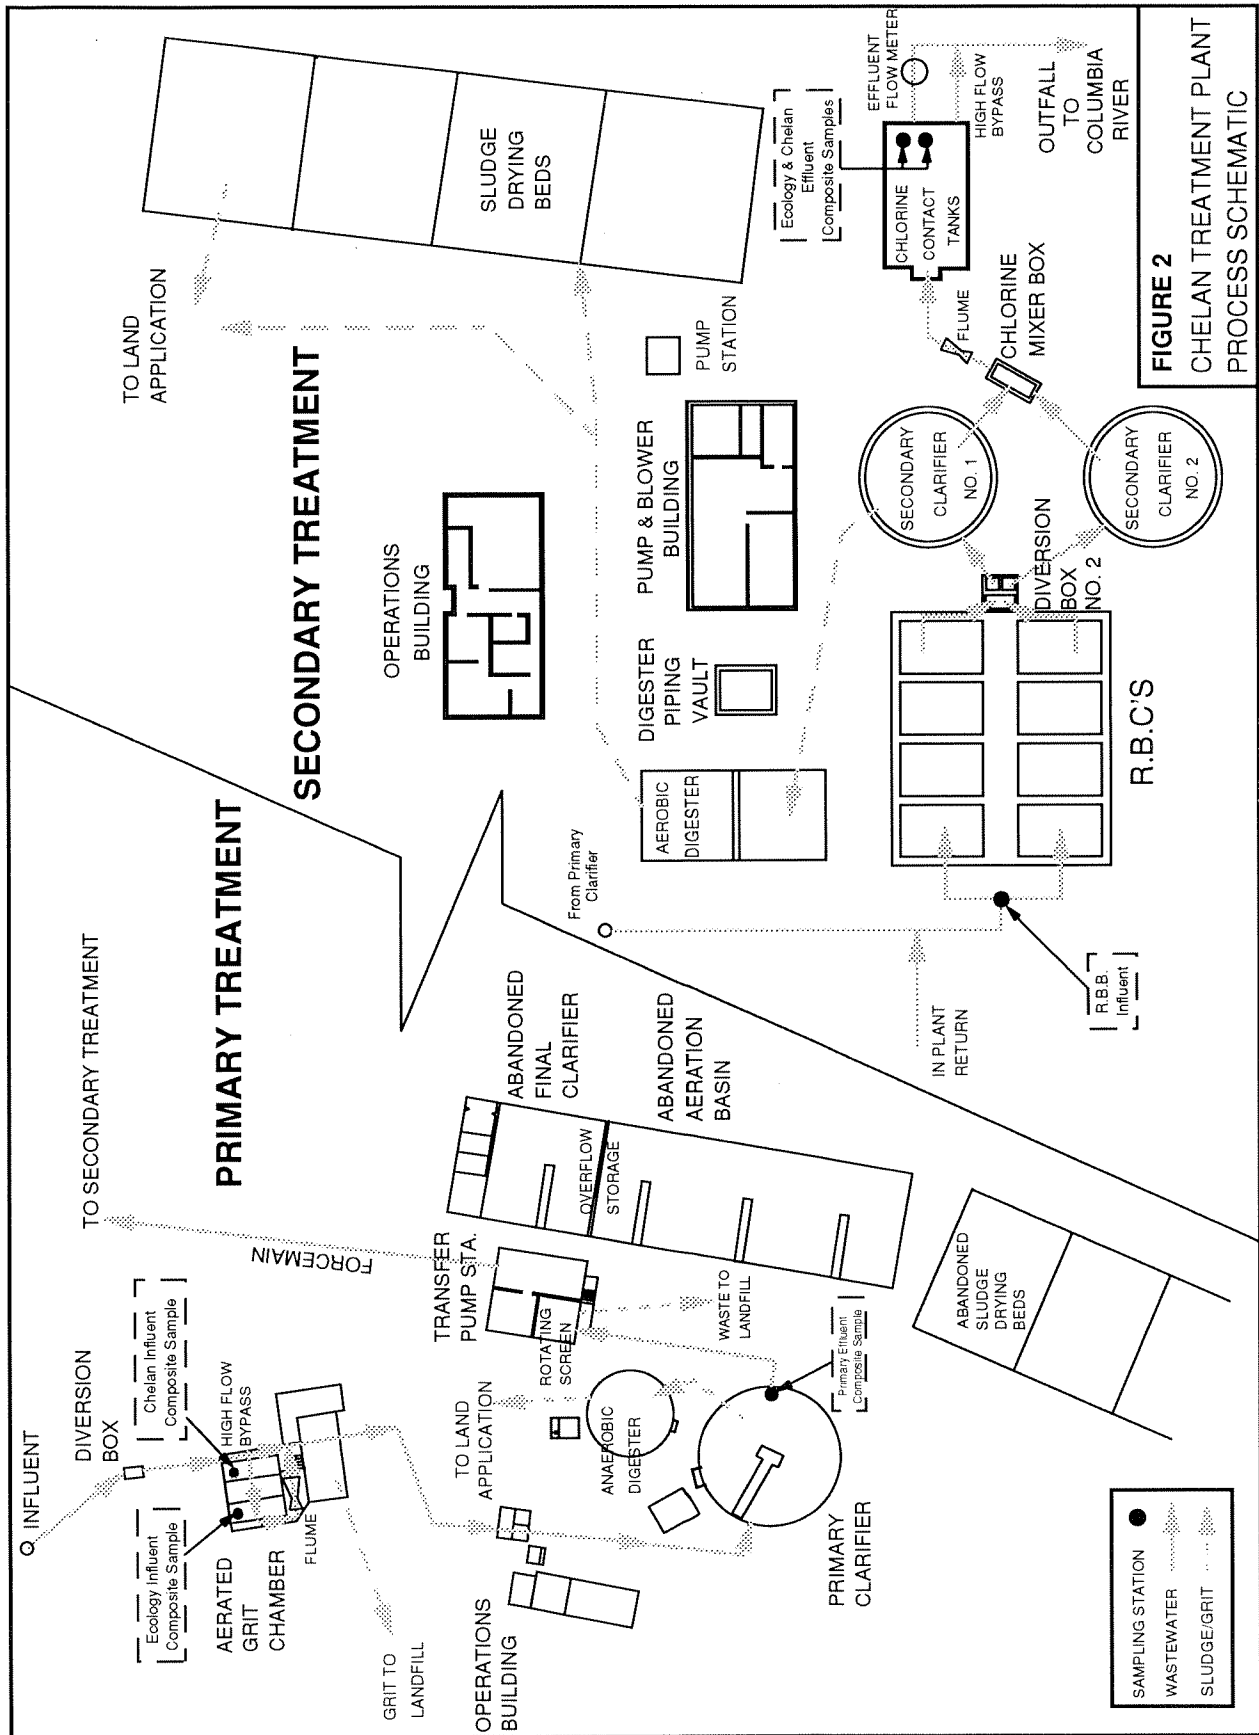 INFLUENT
DIVERSION
BOX
Chelan Influent
Composite Sample
Ecology Influent
Composite Sample
HIGH FLOW
BYPASS
AERATED
GRIT
CHAMBER
FLUME
GRIT TO
LANDFILL
TO SECONDARY TREATMENT
FORCEMAIN
PRIMARY TREATMENT
OPERATIONS
BUILDING
TO LAND
APPLICATION
ANAEROBIC
DIGESTER
PRIMARY
CLARIFIER
TRANSFER
PUMP STA.
ROTATING
SCREEN
WASTE TO
LANDFILL
Primary Effluent
Composite Sample
ABANDONED
FINAL
CLARIFIER
OVERFLOW
STORAGE
ABANDONED
AERATION
BASIN
ABANDONED
SLUDGE
DRYING
BEDS
SAMPLING STATION
WASTEWATER
SLUDGE/GRIT
SECONDARY TREATMENT
TO LAND
APPLICATION
SLUDGE
DRYING
BEDS
OPERATIONS
BUILDING
From Primary
Clarifier
IN PLANT
RETURN
R.B.B.
Influent
AEROBIC
DIGESTER
DIGESTER
PIPING
VAULT
PUMP & BLOWER
BUILDING
PUMP
STATION
R.B.C'S
DIVERSION
BOX
NO. 2
SECONDARY
CLARIFIER
NO. 1
SECONDARY
CLARIFIER
NO. 2
CHLORINE
MIXER BOX
FLUME
CHLORINE
CONTACT
TANKS
Ecology & Chelan
Effluent
Composite Samples
EFFLUENT
FLOW METER
HIGH FLOW
BYPASS
OUTFALL
TO
COLUMBIA
RIVER
FIGURE 2
CHELAN TREATMENT PLANT
PROCESS SCHEMATIC